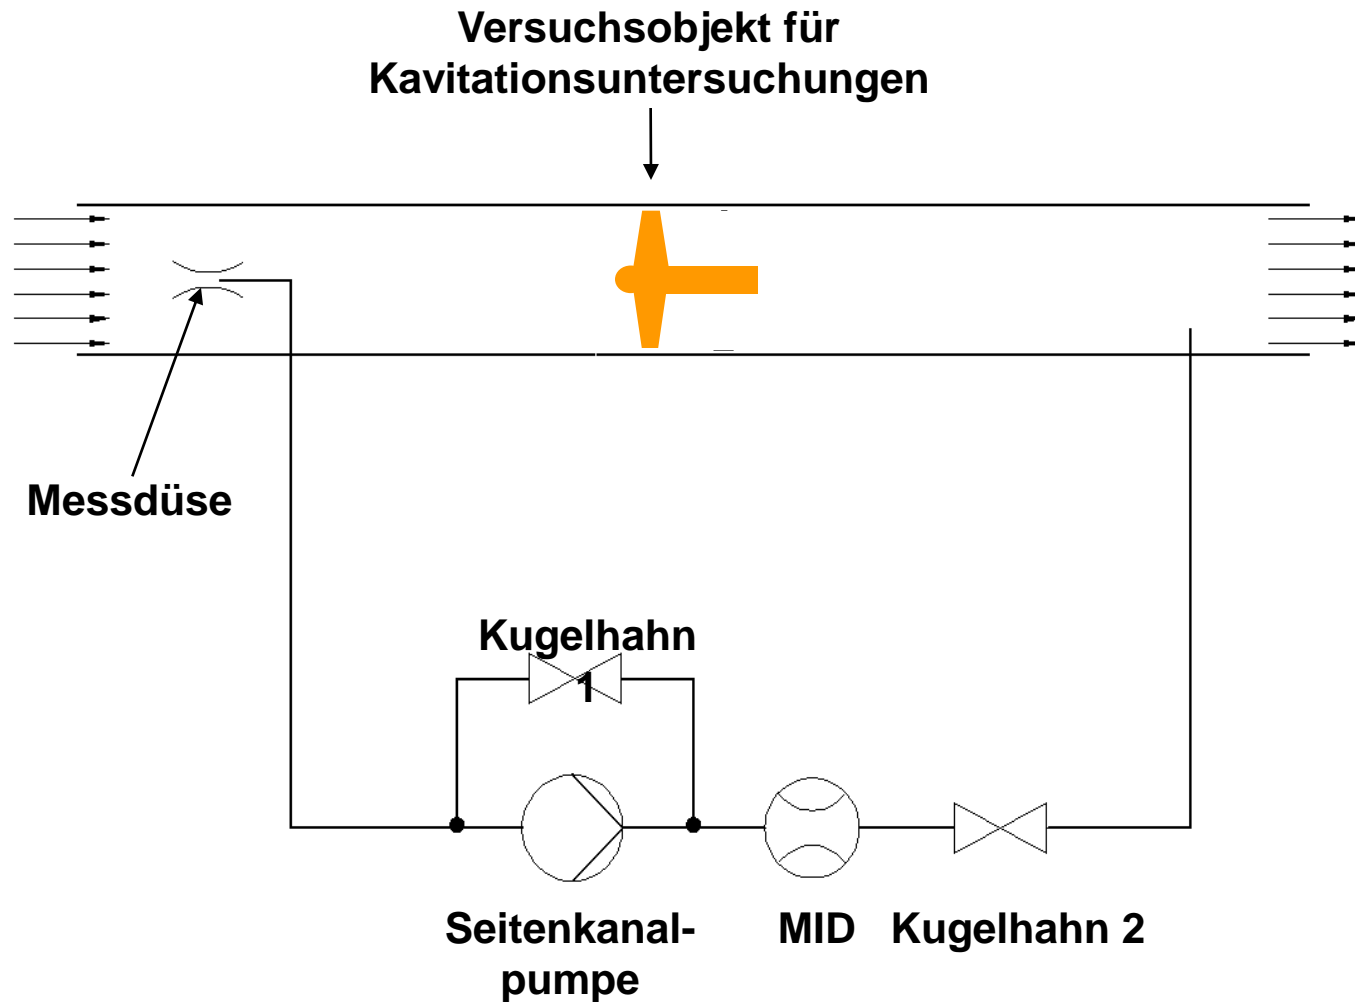 Versuchsobjekt für
Kavitationsuntersuchungen
Messdüse
Kugelhahn
1
Seitenkanal-
pumpe
MID
Kugelhahn 2